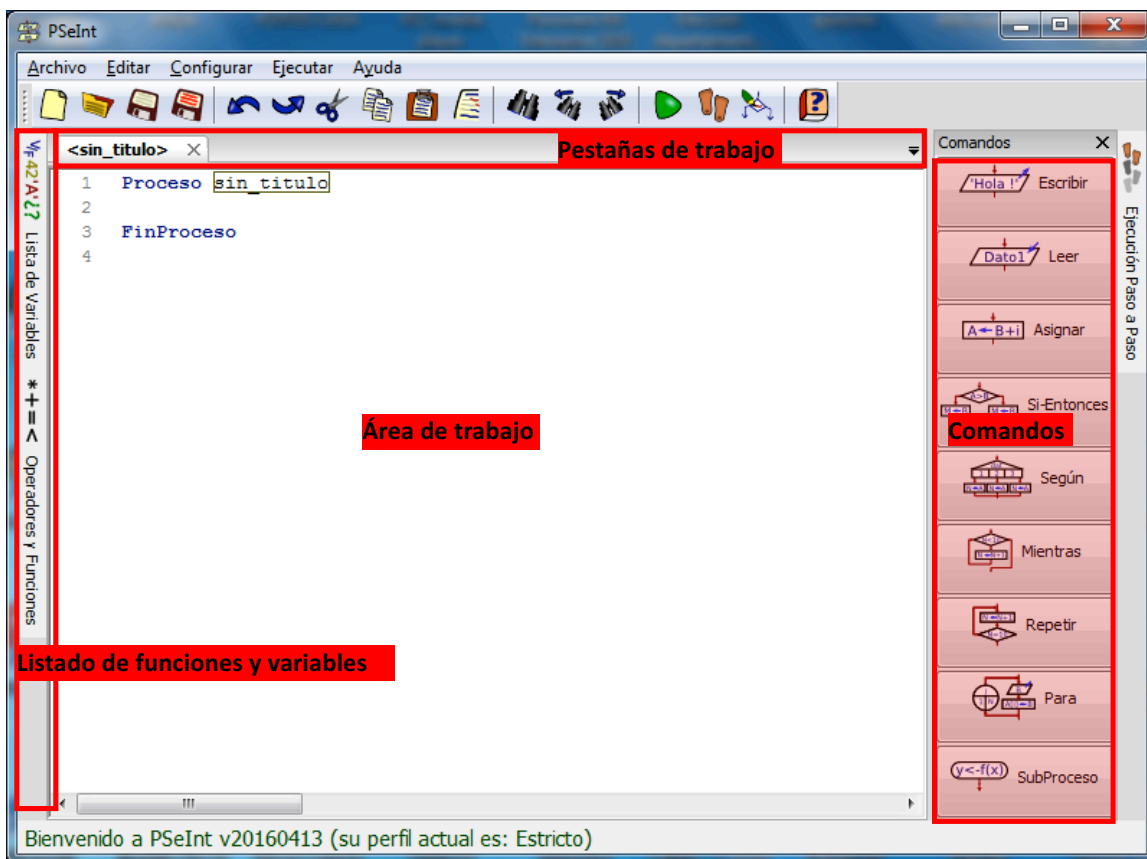 PSeInt
Archivo Editar Configurar Ejecutar Ayuda
<sin_titulo>
Pestañas de trabajo
Comandos
1 Proceso sin_titulo
2
3 FinProceso
4
Lista de Variables
*+=< Operadores y Funciones
Área de trabajo
Listado de funciones y variables
'Hola !' Escribir
Dato1 Leer
A←B+i Asignar
Si-Entonces
Comandos
Según
Mientras
Repetir
Para
y<-f(x) SubProceso
Ejecución Paso a Paso
Bienvenido a PSeInt v20160413 (su perfil actual es: Estricto)